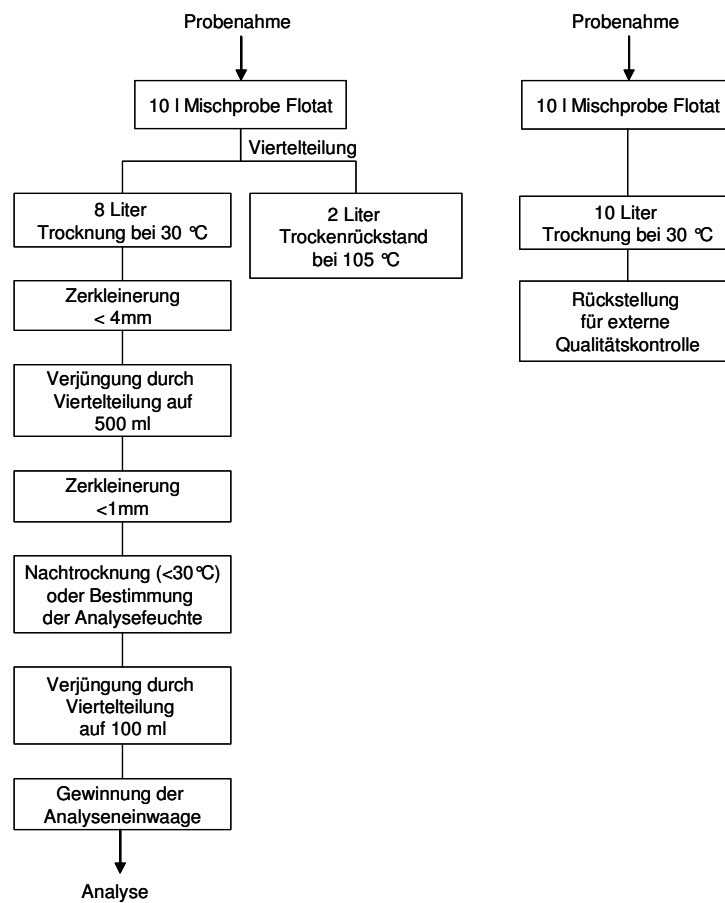 Probenahme
10 l Mischprobe Flotat
Viertelteilung
8 Liter
Trocknung bei 30 °C
2 Liter
Trockenrückstand
bei 105 °C
Zerkleinerung
< 4mm
Verjüngung durch
Viertelteilung auf
500 ml
Zerkleinerung
<1mm
Nachtrocknung (<30°C)
oder Bestimmung
der Analysefeuchte
Verjüngung durch
Viertelteilung
auf 100 ml
Gewinnung der
Analyseneinwaage
Analyse
Probenahme
10 l Mischprobe Flotat
10 Liter
Trocknung bei 30 °C
Rückstellung
für externe
Qualitätskontrolle